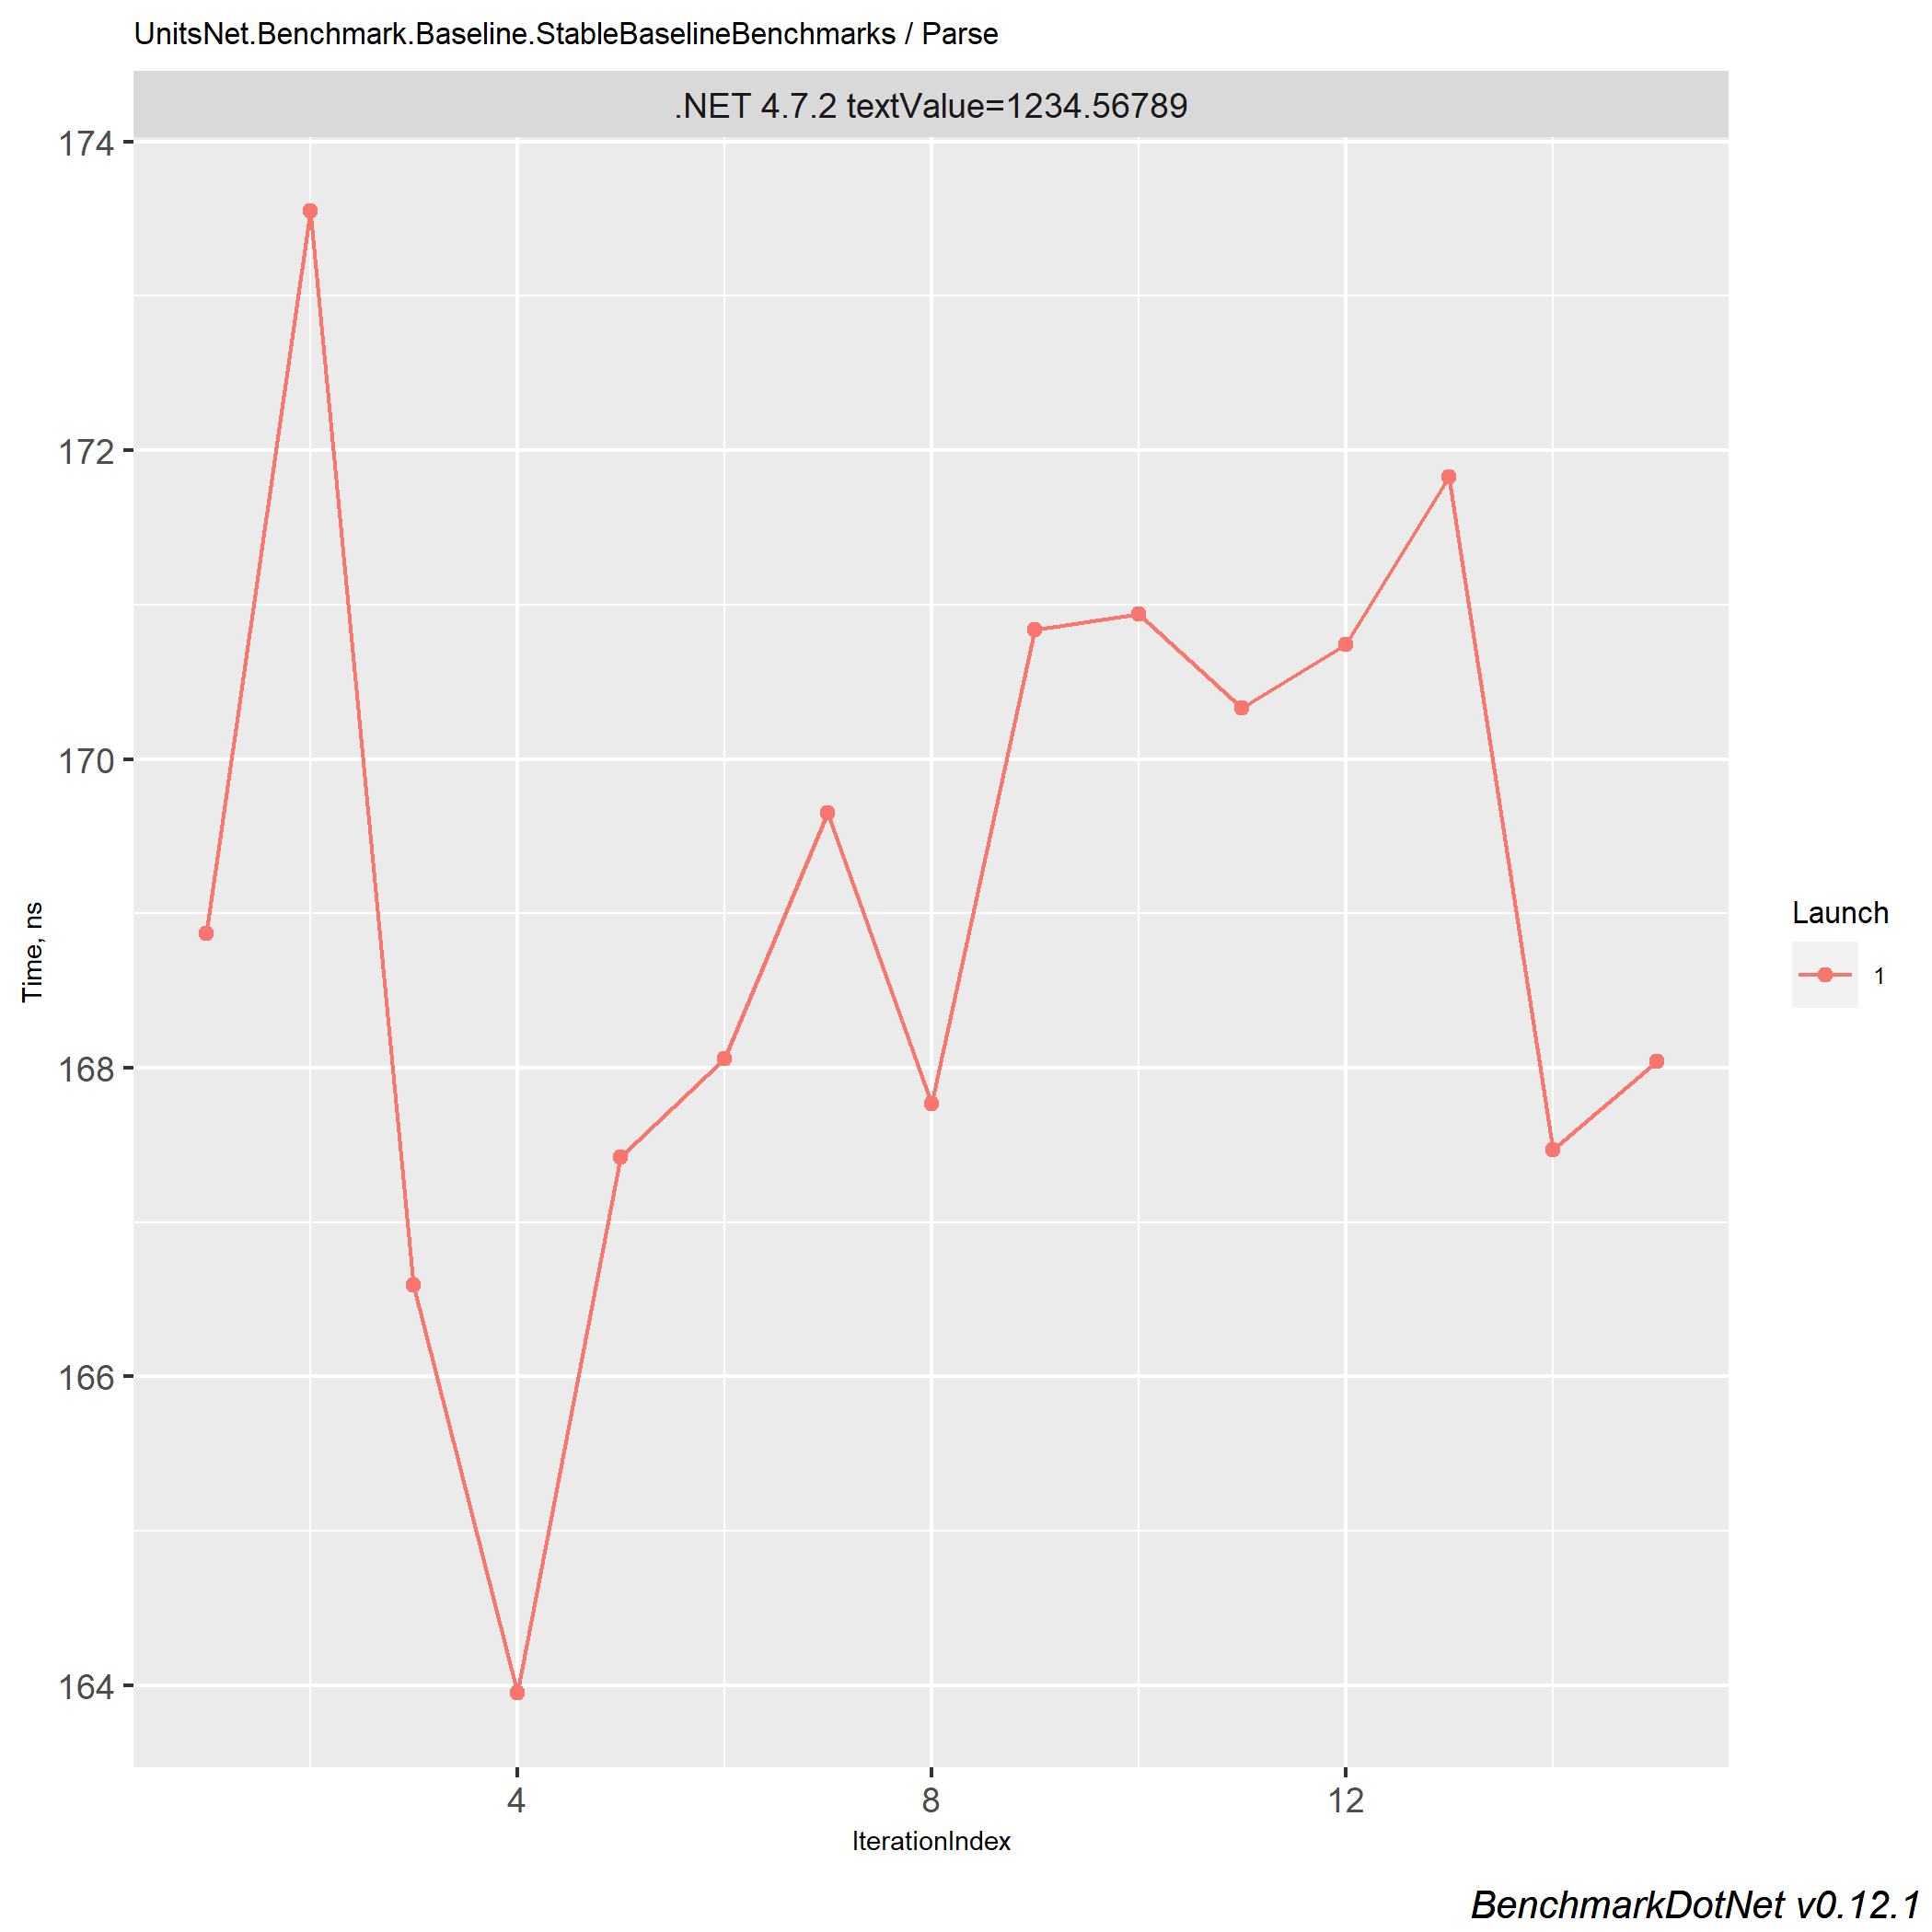 UnitsNet.Benchmark.Baseline.StableBaselineBenchmarks / Parse
.NET 4.7.2 textValue=1234.56789
174
172
170
168
166
164
Time, ns
4 8 12
IterationIndex
Launch
1
BenchmarkDotNet v0.12.1